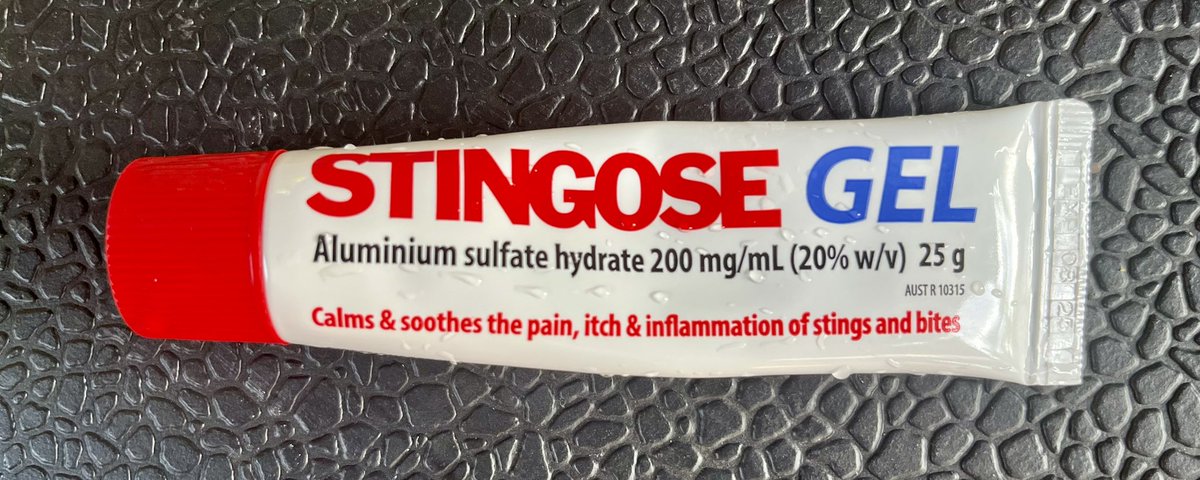 STINGOSE GEL
Aluminium sulfate hydrate 200 mg/mL (20% w/v) 25 g
AUST R 10315
Calms & soothes the pain, itch & inflammation of stings and bites